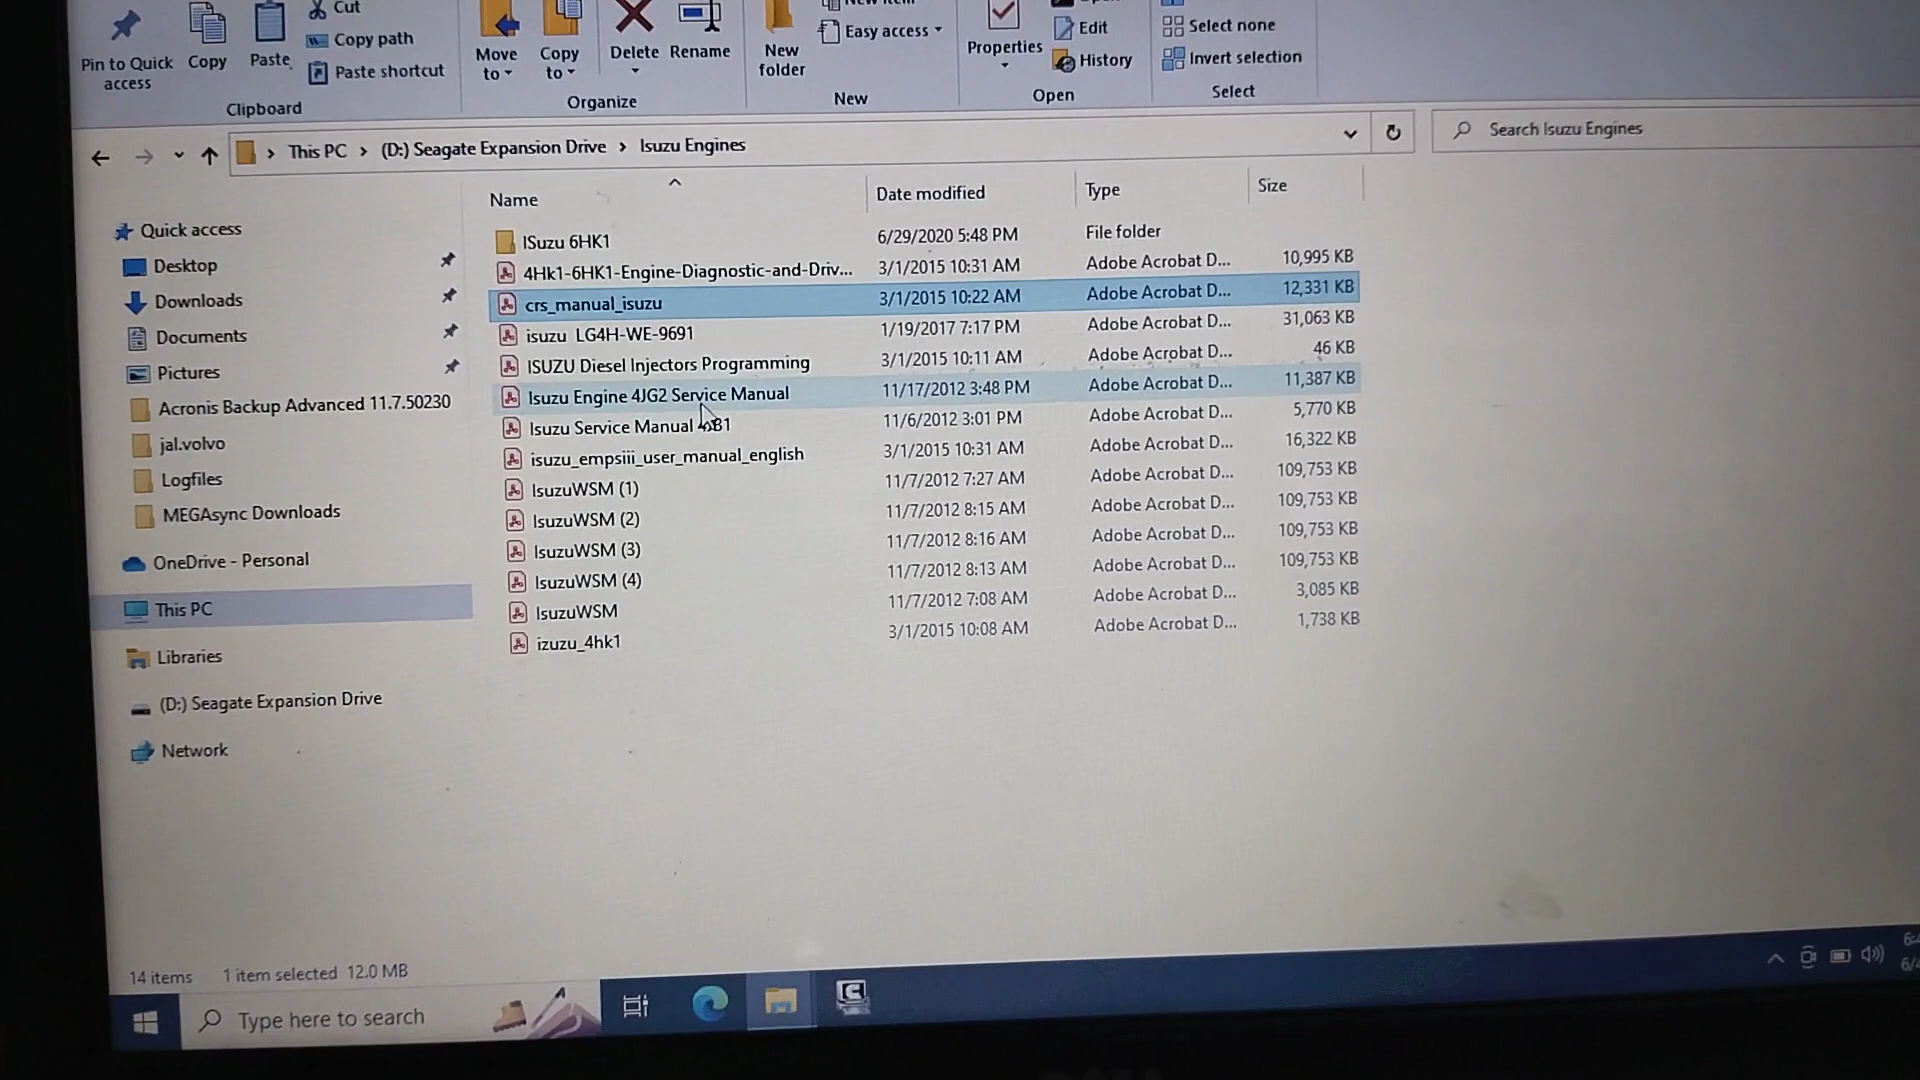 Cut
Copy path
Paste shortcut
Pin to Quick access
Copy
Paste
Clipboard
Move to
Copy to
Delete
Rename
Organize
New item
Easy access
New folder
New
Properties
Edit
History
Open
Select none
Invert selection
Select
This PC > (D:) Seagate Expansion Drive > Isuzu Engines
Search Isuzu Engines
Name Date modified Type Size
ISuzu 6HK1 6/29/2020 5:48 PM File folder
4Hk1-6HK1-Engine-Diagnostic-and-Driv... 3/1/2015 10:31 AM Adobe Acrobat D... 10,995 KB
crs_manual_isuzu 3/1/2015 10:22 AM Adobe Acrobat D... 12,331 KB
isuzu LG4H-WE-9691 1/19/2017 7:17 PM Adobe Acrobat D... 31,063 KB
ISUZU Diesel Injectors Programming 3/1/2015 10:11 AM Adobe Acrobat D... 46 KB
Isuzu Engine 4JG2 Service Manual 11/17/2012 3:48 PM Adobe Acrobat D... 11,387 KB
Isuzu Service Manual 11/6/2012 3:01 PM Adobe Acrobat D... 5,770 KB
isuzu_empsiii_user_manual_english 3/1/2015 10:31 AM Adobe Acrobat D... 16,322 KB
IsuzuWSM (1) 11/7/2012 7:27 AM Adobe Acrobat D... 109,753 KB
IsuzuWSM (2) 11/7/2012 8:15 AM Adobe Acrobat D... 109,753 KB
IsuzuWSM (3) 11/7/2012 8:16 AM Adobe Acrobat D... 109,753 KB
IsuzuWSM (4) 11/7/2012 8:13 AM Adobe Acrobat D... 109,753 KB
IsuzuWSM 11/7/2012 7:08 AM Adobe Acrobat D... 3,085 KB
izuzu_4hk1 3/1/2015 10:08 AM Adobe Acrobat D... 1,738 KB
Quick access
Desktop
Downloads
Documents
Pictures
Acronis Backup Advanced 11.7.50230
jal.volvo
Logfiles
MEGAsync Downloads
OneDrive - Personal
This PC
Libraries
(D:) Seagate Expansion Drive
Network
14 items 1 item selected 12.0 MB
Type here to search